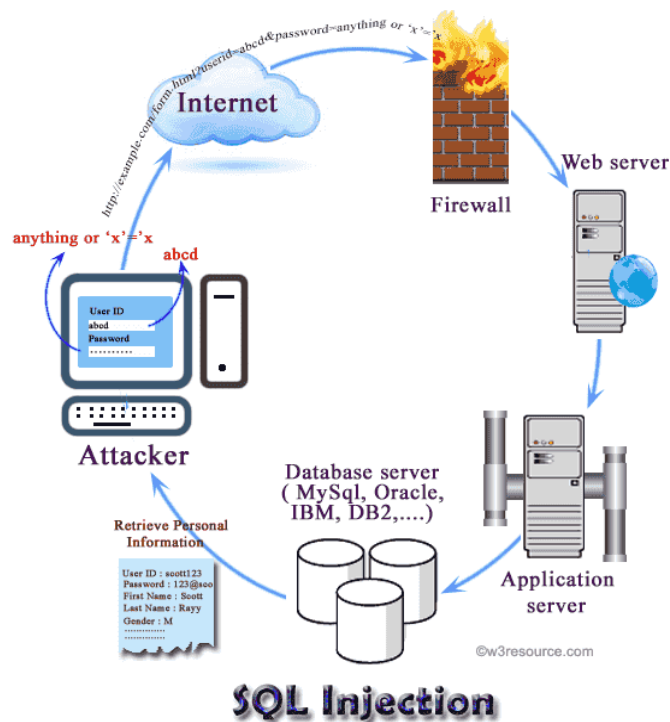 http://example.com/form.html?userid=abcd&password=anything or ‘x’=’x
Internet
Firewall
Web server
anything or ‘x’=’x
abcd
User ID
abcd
Password
··········
Attacker
Database server
( MySql, Oracle,
IBM, DB2,....)
Application
server
Retrieve Personal
Information
User ID : scott123
Password : 123@sco
First Name : Scott
Last Name : Rayy
Gender : M
··············
··············
©w3resource.com
SQL Injection